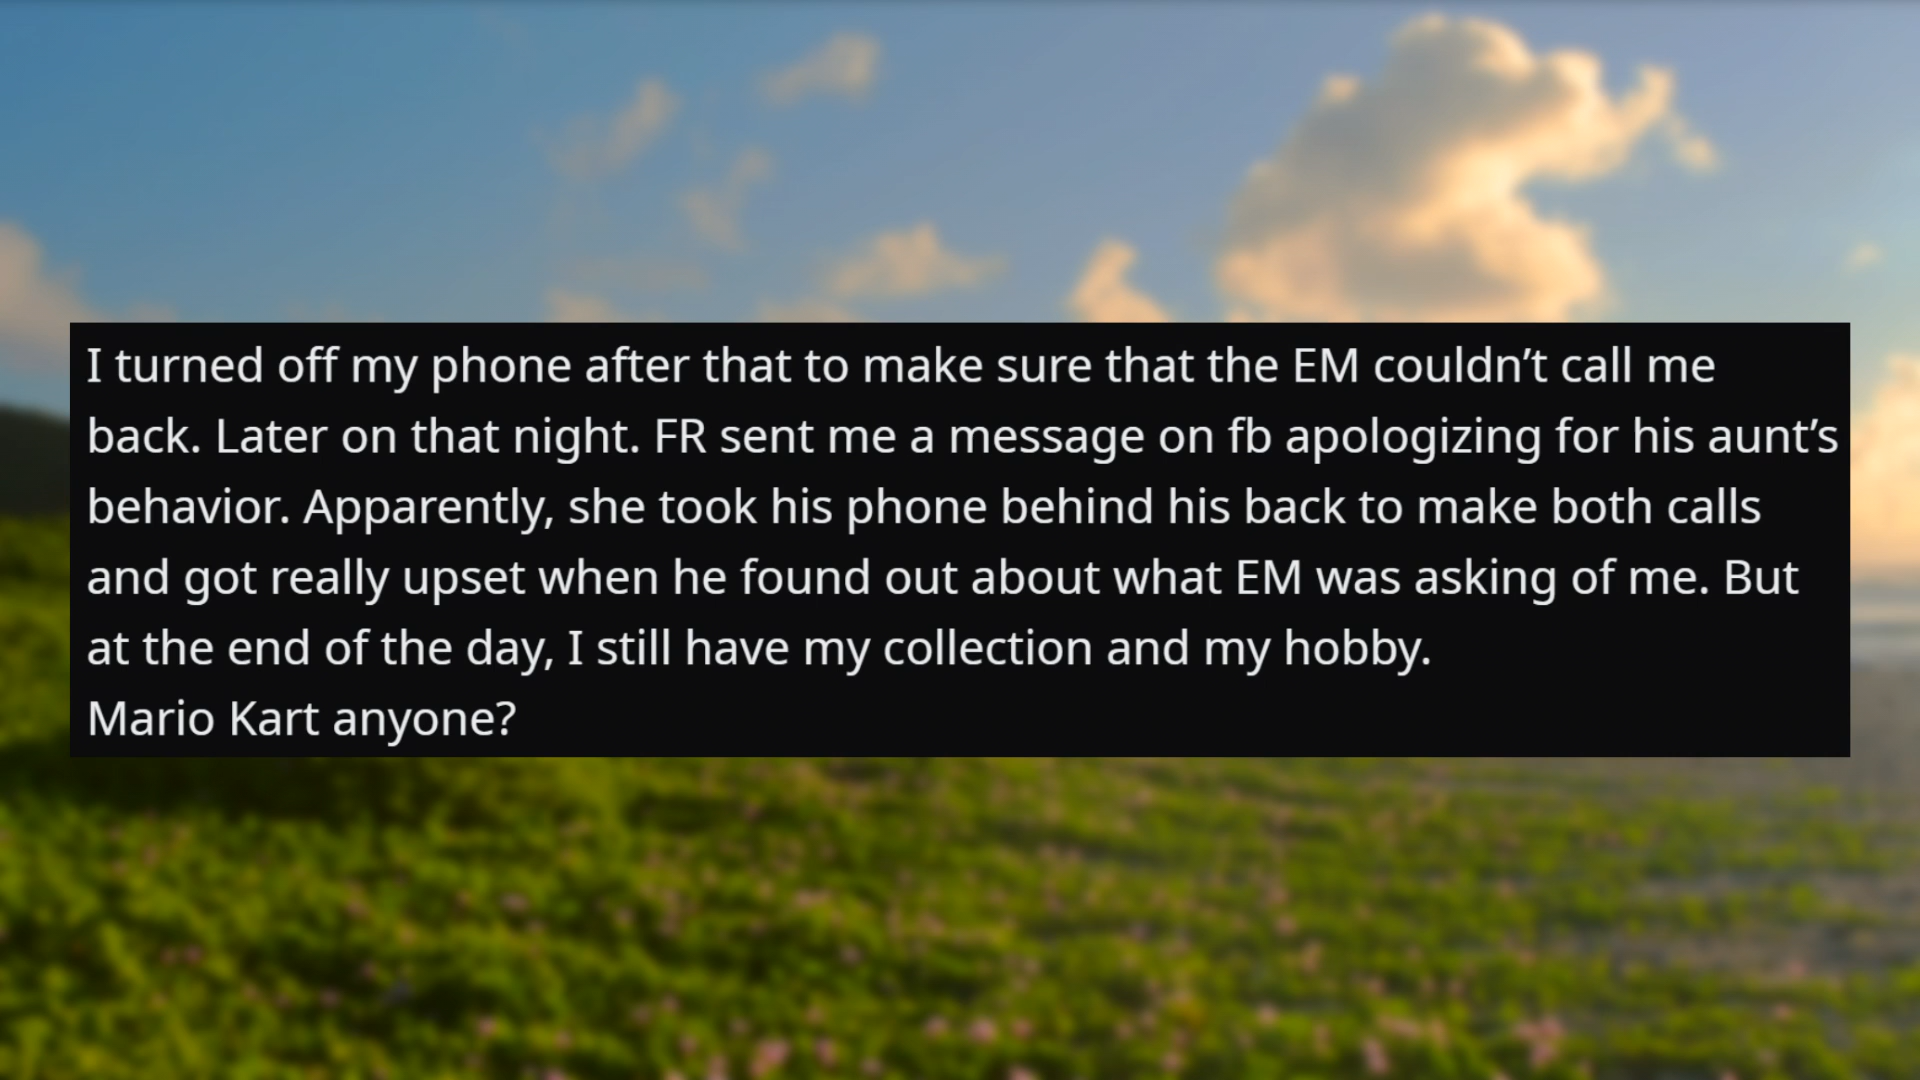 I turned off my phone after that to make sure that the EM couldn’t call me
back. Later on that night. FR sent me a message on fb apologizing for his aunt’s
behavior. Apparently, she took his phone behind his back to make both calls
and got really upset when he found out about what EM was asking of me. But
at the end of the day, I still have my collection and my hobby.
Mario Kart anyone?